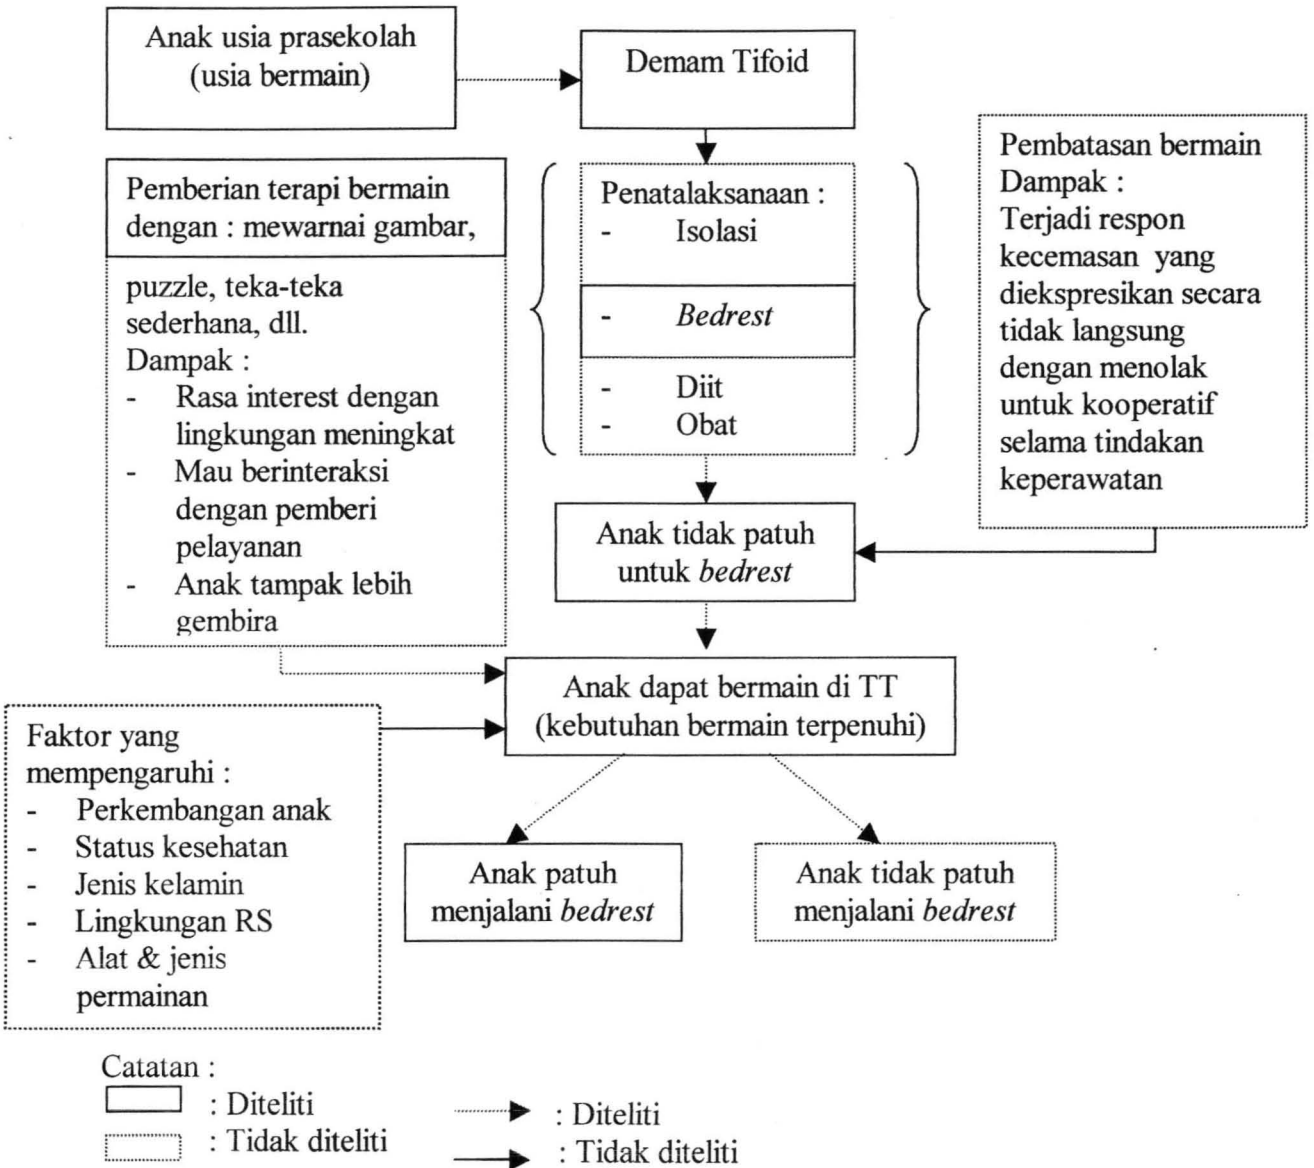 Anak usia prasekolah
(usia bermain)
Demam Tifoid
Pemberian terapi bermain
dengan : mewarnai gambar,
puzzle, teka-teka
sederhana, dll.
Dampak :
- Rasa interest dengan
lingkungan meningkat
- Mau berinteraksi
dengan pemberi
pelayanan
- Anak tampak lebih
gembira
Penatalaksanaan :
- Isolasi
- Bedrest
- Diit
- Obat
Pembatasan bermain
Dampak :
Terjadi respon
kecemasan yang
diekspresikan secara
tidak langsung
dengan menolak
untuk kooperatif
selama tindakan
keperawatan
Anak tidak patuh
untuk bedrest
Anak dapat bermain di TT
(kebutuhan bermain terpenuhi)
Faktor yang
mempengaruhi :
- Perkembangan anak
- Status kesehatan
- Jenis kelamin
- Lingkungan RS
- Alat & jenis
permainan
Anak patuh
menjalani bedrest
Anak tidak patuh
menjalani bedrest
Catatan :
: Diteliti
: Tidak diteliti
: Diteliti
: Tidak diteliti